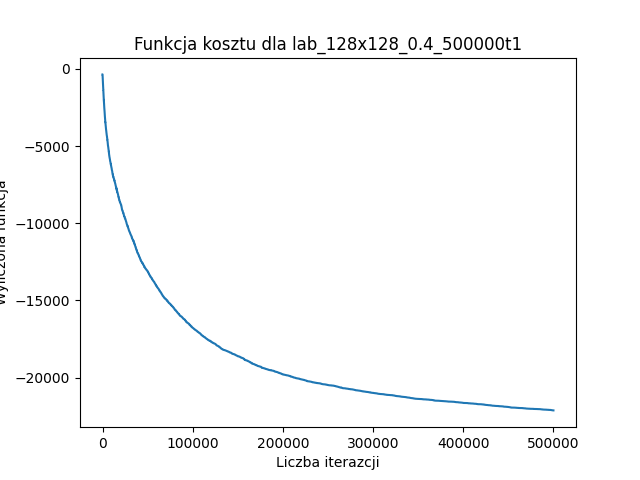 Funkcja kosztu dla lab_128x128_0.4_500000t1
0
−5000
−10000
−15000
−20000
Wyliczona funkcja
0 100000 200000 300000 400000 500000
Liczba iterazcji